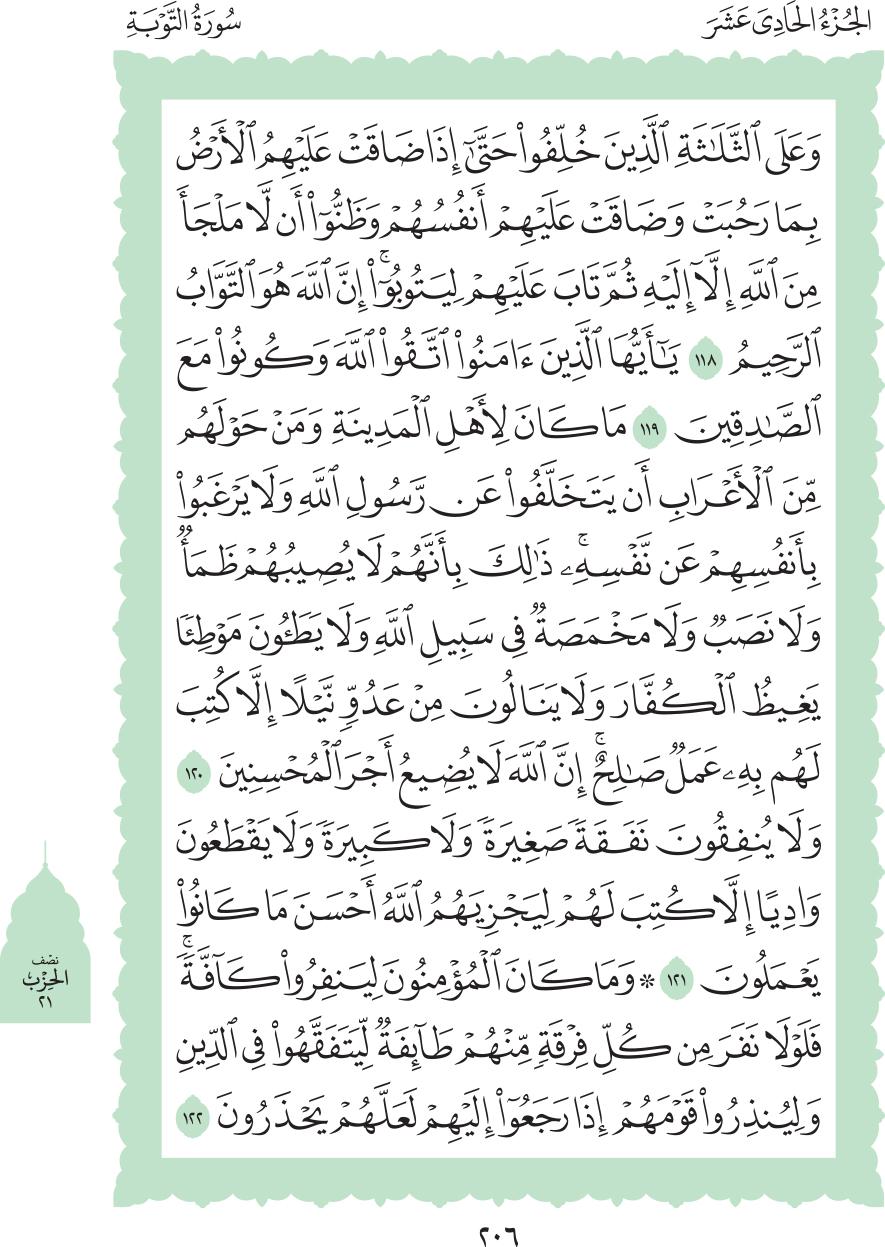 الجُزْءُ الحَادِيَ عَشَرَ
سُورَةُ التَّوْبَةِ
وَعَلَى ٱلثَّلَٰثَةِ ٱلَّذِينَ خُلِّفُوا۟ حَتَّىٰٓ إِذَا ضَاقَتْ عَلَيْهِمُ ٱلْأَرْضُ
بِمَا رَحُبَتْ وَضَاقَتْ عَلَيْهِمْ أَنفُسُهُمْ وَظَنُّوٓا۟ أَن لَّا مَلْجَأَ
مِنَ ٱللَّهِ إِلَّآ إِلَيْهِ ثُمَّ تَابَ عَلَيْهِمْ لِيَتُوبُوٓا۟ۚ إِنَّ ٱللَّهَ هُوَ ٱلتَّوَّابُ
ٱلرَّحِيمُ ١١٨ يَٰٓأَيُّهَا ٱلَّذِينَ ءَامَنُوا۟ ٱتَّقُوا۟ ٱللَّهَ وَكُونُوا۟ مَعَ
ٱلصَّٰدِقِينَ ١١٩ مَا كَانَ لِأَهْلِ ٱلْمَدِينَةِ وَمَنْ حَوْلَهُم
مِّنَ ٱلْأَعْرَابِ أَن يَتَخَلَّفُوا۟ عَن رَّسُولِ ٱللَّهِ وَلَا يَرْغَبُوا۟
بِأَنفُسِهِمْ عَن نَّفْسِهِۦۚ ذَٰلِكَ بِأَنَّهُمْ لَا يُصِيبُهُمْ ظَمَأٌ
وَلَا نَصَبٌ وَلَا مَخْمَصَةٌ فِى سَبِيلِ ٱللَّهِ وَلَا يَطَـُٔونَ مَوْطِئًا
يَغِيظُ ٱلْكُفَّارَ وَلَا يَنَالُونَ مِنْ عَدُوٍّ نَّيْلًا إِلَّا كُتِبَ
لَهُم بِهِۦ عَمَلٌ صَٰلِحٌۚ إِنَّ ٱللَّهَ لَا يُضِيعُ أَجْرَ ٱلْمُحْسِنِينَ ١٢٠
وَلَا يُنفِقُونَ نَفَقَةً صَغِيرَةً وَلَا كَبِيرَةً وَلَا يَقْطَعُونَ
وَادِيًا إِلَّا كُتِبَ لَهُمْ لِيَجْزِيَهُمُ ٱللَّهُ أَحْسَنَ مَا كَانُوا۟
يَعْمَلُونَ ١٢١ ۞ وَمَا كَانَ ٱلْمُؤْمِنُونَ لِيَنفِرُوا۟ كَآفَّةًۚ
فَلَوْلَا نَفَرَ مِن كُلِّ فِرْقَةٍ مِّنْهُمْ طَآئِفَةٌ لِّيَتَفَقَّهُوا۟ فِى ٱلدِّينِ
وَلِيُنذِرُوا۟ قَوْمَهُمْ إِذَا رَجَعُوٓا۟ إِلَيْهِمْ لَعَلَّهُمْ يَحْذَرُونَ ١٢٢
نصف
الحِزْبِ
٢١
٢٠٦